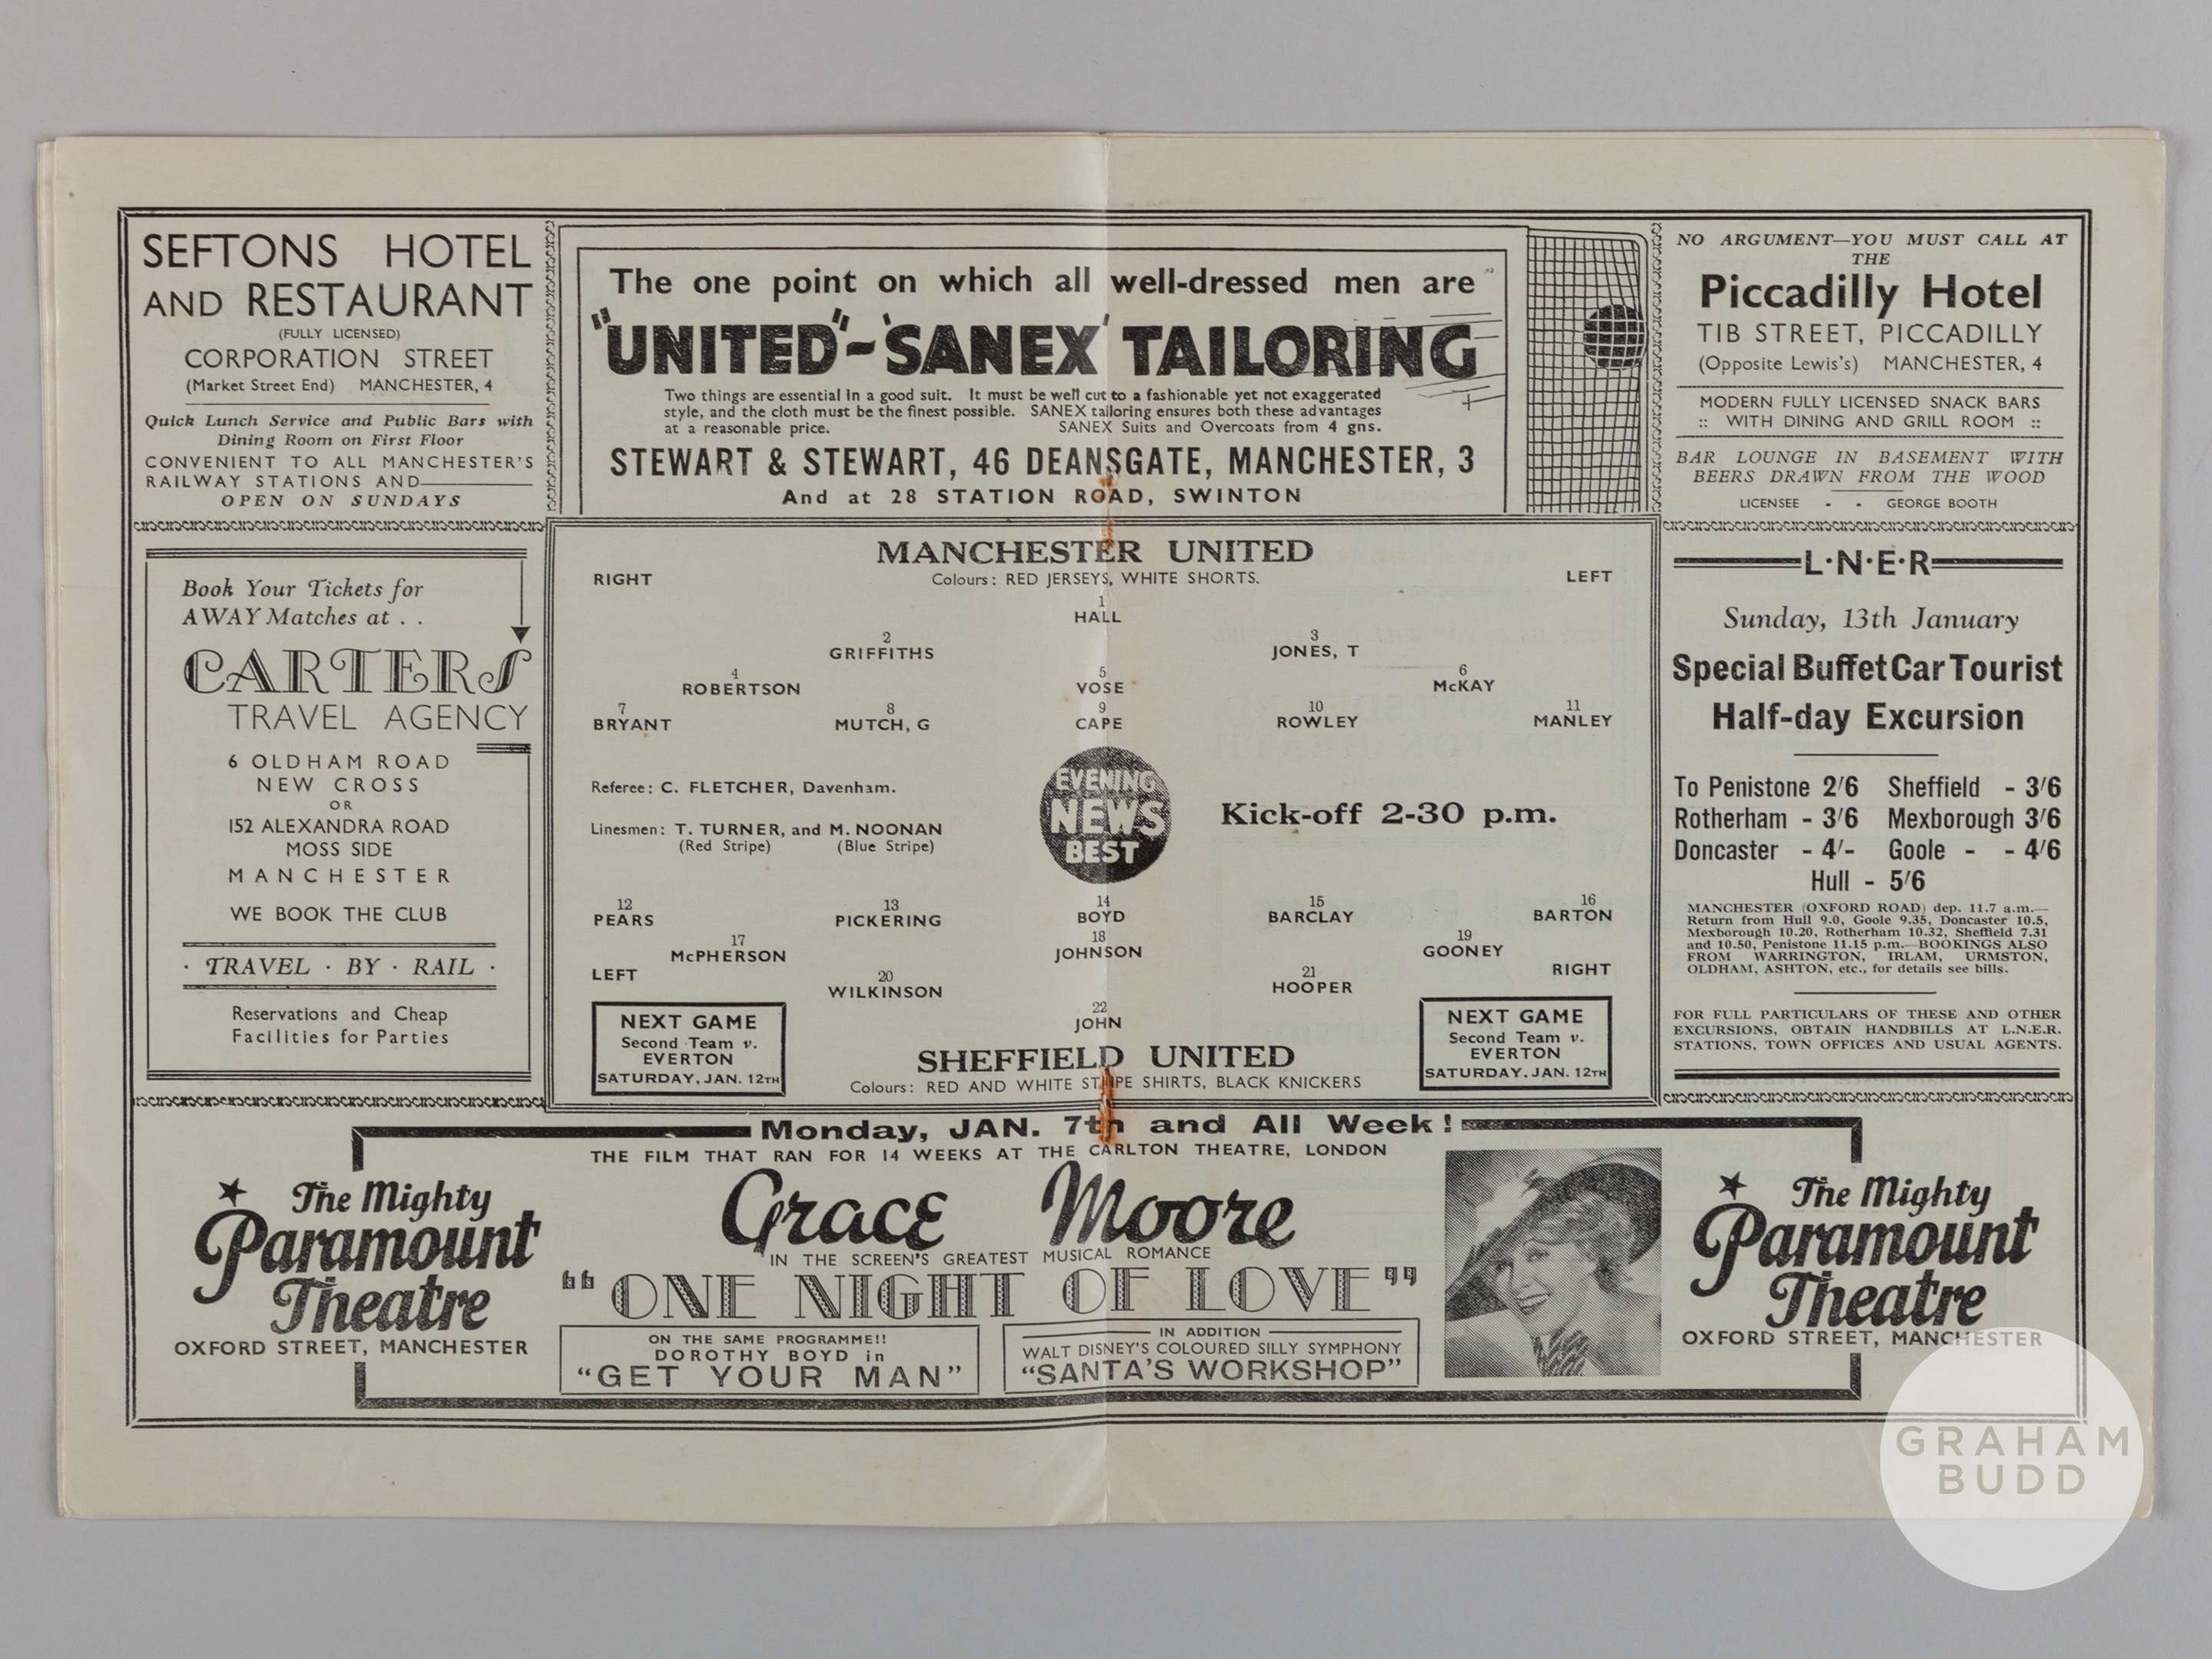 SEFTONS HOTEL
AND RESTAURANT
(FULLY LICENSED)
CORPORATION STREET
(Market Street End) MANCHESTER, 4
Quick Lunch Service and Public Bars with
Dining Room on First Floor
CONVENIENT TO ALL MANCHESTER'S
RAILWAY STATIONS AND
OPEN ON SUNDAYS
The one point on which all well-dressed men are
"UNITED"-'SANEX' TAILORING
Two things are essential in a good suit. It must be well cut to a fashionable yet not exaggerated
style, and the cloth must be the finest possible. SANEX tailoring ensures both these advantages
at a reasonable price. SANEX Suits and Overcoats from 4 gns.
STEWART & STEWART, 46 DEANSGATE, MANCHESTER, 3
And at 28 STATION ROAD, SWINTON
NO ARGUMENT—YOU MUST CALL AT
THE
Piccadilly Hotel
TIB STREET, PICCADILLY
(Opposite Lewis's) MANCHESTER, 4
MODERN FULLY LICENSED SNACK BARS
:: WITH DINING AND GRILL ROOM ::
BAR LOUNGE IN BASEMENT WITH
BEERS DRAWN FROM THE WOOD
LICENSEE - - GEORGE BOOTH
Book Your Tickets for
AWAY Matches at . .
CARTERS
TRAVEL AGENCY
6 OLDHAM ROAD
NEW CROSS
OR
152 ALEXANDRA ROAD
MOSS SIDE
MANCHESTER
WE BOOK THE CLUB
· TRAVEL · BY · RAIL ·
Reservations and Cheap
Facilities for Parties
MANCHESTER UNITED
RIGHT Colours: RED JERSEYS, WHITE SHORTS. LEFT
1
HALL
2 3
GRIFFITHS JONES, T
4 5 6
ROBERTSON VOSE McKAY
7 8 9 10 11
BRYANT MUTCH, G CAPE ROWLEY MANLEY
Referee: C. FLETCHER, Davenham.
Linesmen: T. TURNER, and M. NOONAN
(Red Stripe) (Blue Stripe)
EVENING
NEWS
BEST
Kick-off 2-30 p.m.
12 13 14 15 16
PEARS PICKERING BOYD BARCLAY BARTON
17 18 19
McPHERSON JOHNSON GOONEY
LEFT 20 21 RIGHT
WILKINSON HOOPER
22
JOHN
NEXT GAME
Second Team v.
EVERTON
SATURDAY, JAN. 12TH
SHEFFIELD UNITED
Colours: RED AND WHITE STRIPE SHIRTS, BLACK KNICKERS
NEXT GAME
Second Team v.
EVERTON
SATURDAY, JAN. 12TH
L·N·E·R
Sunday, 13th January
Special Buffet Car Tourist
Half-day Excursion
To Penistone 2/6 Sheffield - 3/6
Rotherham - 3/6 Mexborough 3/6
Doncaster - 4/- Goole - - 4/6
Hull - 5/6
MANCHESTER (OXFORD ROAD) dep. 11.7 a.m.—
Return from Hull 9.0, Goole 9.35, Doncaster 10.5,
Mexborough 10.20, Rotherham 10.32, Sheffield 7.31
and 10.50, Penistone 11.15 p.m.—BOOKINGS ALSO
FROM WARRINGTON, IRLAM, URMSTON,
OLDHAM, ASHTON, etc., for details see bills.
FOR FULL PARTICULARS OF THESE AND OTHER
EXCURSIONS, OBTAIN HANDBILLS AT L.N.E.R.
STATIONS, TOWN OFFICES AND USUAL AGENTS.
Monday, JAN. 7th and All Week!
THE FILM THAT RAN FOR 14 WEEKS AT THE CARLTON THEATRE, LONDON
The Mighty
Paramount
Theatre
OXFORD STREET, MANCHESTER
Grace Moore
IN THE SCREEN'S GREATEST MUSICAL ROMANCE
"ONE NIGHT OF LOVE"
ON THE SAME PROGRAMME!!
DOROTHY BOYD in
"GET YOUR MAN"
IN ADDITION
WALT DISNEY'S COLOURED SILLY SYMPHONY
"SANTA'S WORKSHOP"
The Mighty
Paramount
Theatre
OXFORD STREET, MANCHESTER
GRAHAM
BUDD